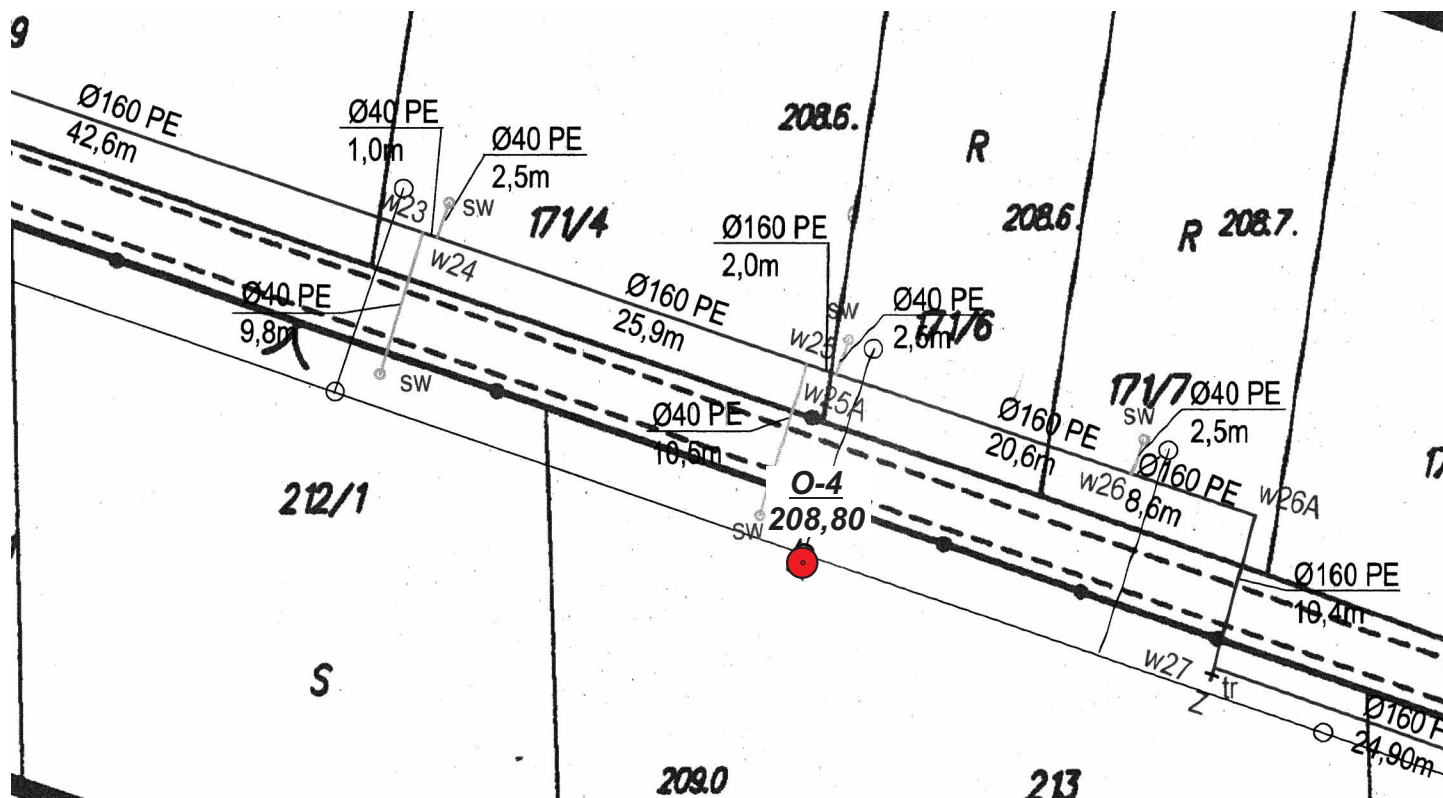 9
Ø160 PE
42,6m
Ø40 PE
1,0m
Ø40 PE
2,5m
w23
sw
171/4
w24
208.6.
R
208.6.
R
208.7.
Ø160 PE
2,0m
Ø160 PE
25,9m
Ø40 PE
9,8m
sw
sw
Ø40 PE
2,6m
171/6
w25
w25A
Ø40 PE
10,5m
171/7
sw
Ø40 PE
2,5m
Ø160 PE
20,6m
w26
Ø160 PE
8,6m
w26A
17
O-4
208,80
sw
212/1
Ø160 PE
10,4m
w27
tr
Z
S
Ø160 P
24,90m
209.0
213